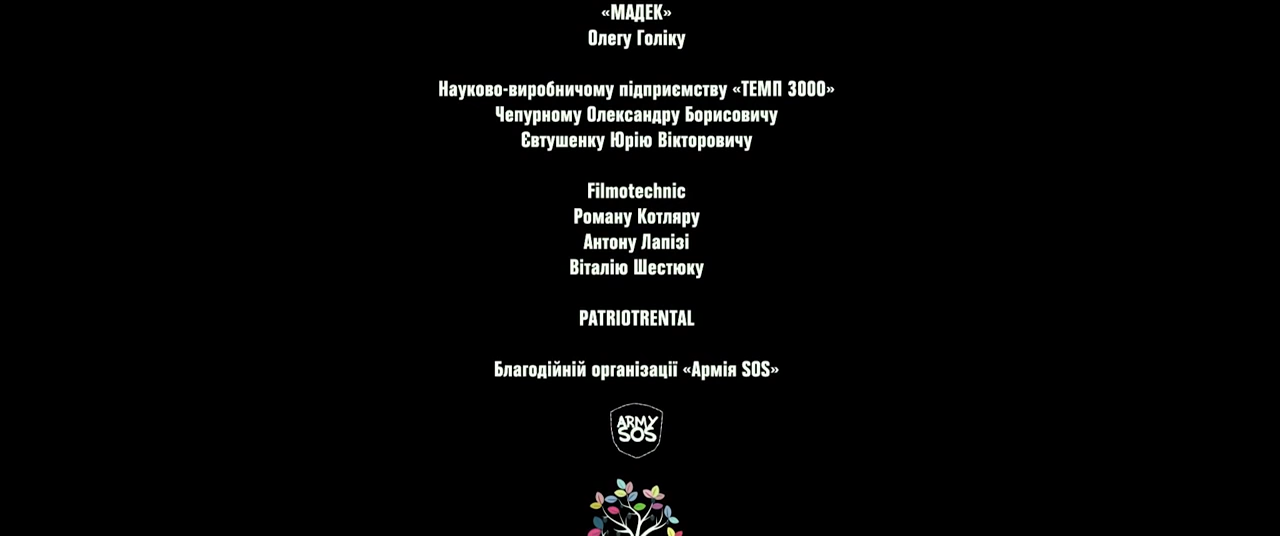 «МАДЕК»
Олегу Голіку
Науково-виробничому підприємству «ТЕМП 3000»
Чепурному Олександру Борисовичу
Євтушенку Юрію Вікторовичу
Filmotechnic
Роману Котляру
Антону Лапізі
Віталію Шестюку
PATRIOTRENTAL
Благодійній організації «Армія SOS»
ARMY
SOS